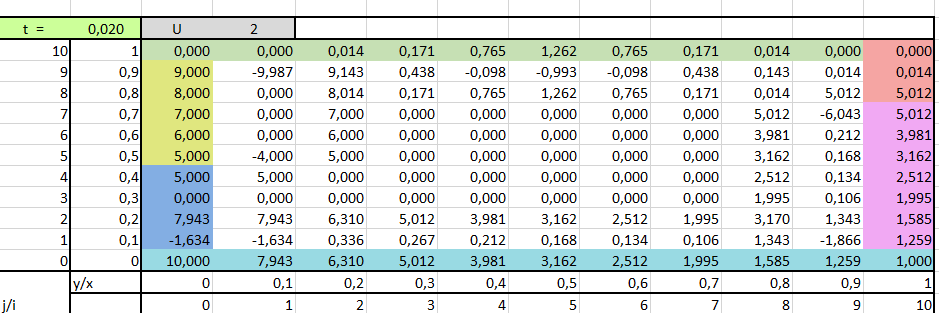 t = 0,020 U 2
10 1 0,000 0,000 0,014 0,171 0,765 1,262 0,765 0,171 0,014 0,000 0,000
9 0,9 9,000 -9,987 9,143 0,438 -0,098 -0,993 -0,098 0,438 0,143 0,014 0,014
8 0,8 8,000 0,000 8,014 0,171 0,765 1,262 0,765 0,171 0,014 5,012 5,012
7 0,7 7,000 0,000 7,000 0,000 0,000 0,000 0,000 0,000 5,012 -6,043 5,012
6 0,6 6,000 0,000 6,000 0,000 0,000 0,000 0,000 0,000 3,981 0,212 3,981
5 0,5 5,000 -4,000 5,000 0,000 0,000 0,000 0,000 0,000 3,162 0,168 3,162
4 0,4 5,000 5,000 0,000 0,000 0,000 0,000 0,000 0,000 2,512 0,134 2,512
3 0,3 0,000 0,000 0,000 0,000 0,000 0,000 0,000 0,000 1,995 0,106 1,995
2 0,2 7,943 7,943 6,310 5,012 3,981 3,162 2,512 1,995 3,170 1,343 1,585
1 0,1 -1,634 -1,634 0,336 0,267 0,212 0,168 0,134 0,106 1,343 -1,866 1,259
0 0 10,000 7,943 6,310 5,012 3,981 3,162 2,512 1,995 1,585 1,259 1,000
y/x 0 0,1 0,2 0,3 0,4 0,5 0,6 0,7 0,8 0,9 1
j/i 0 1 2 3 4 5 6 7 8 9 10